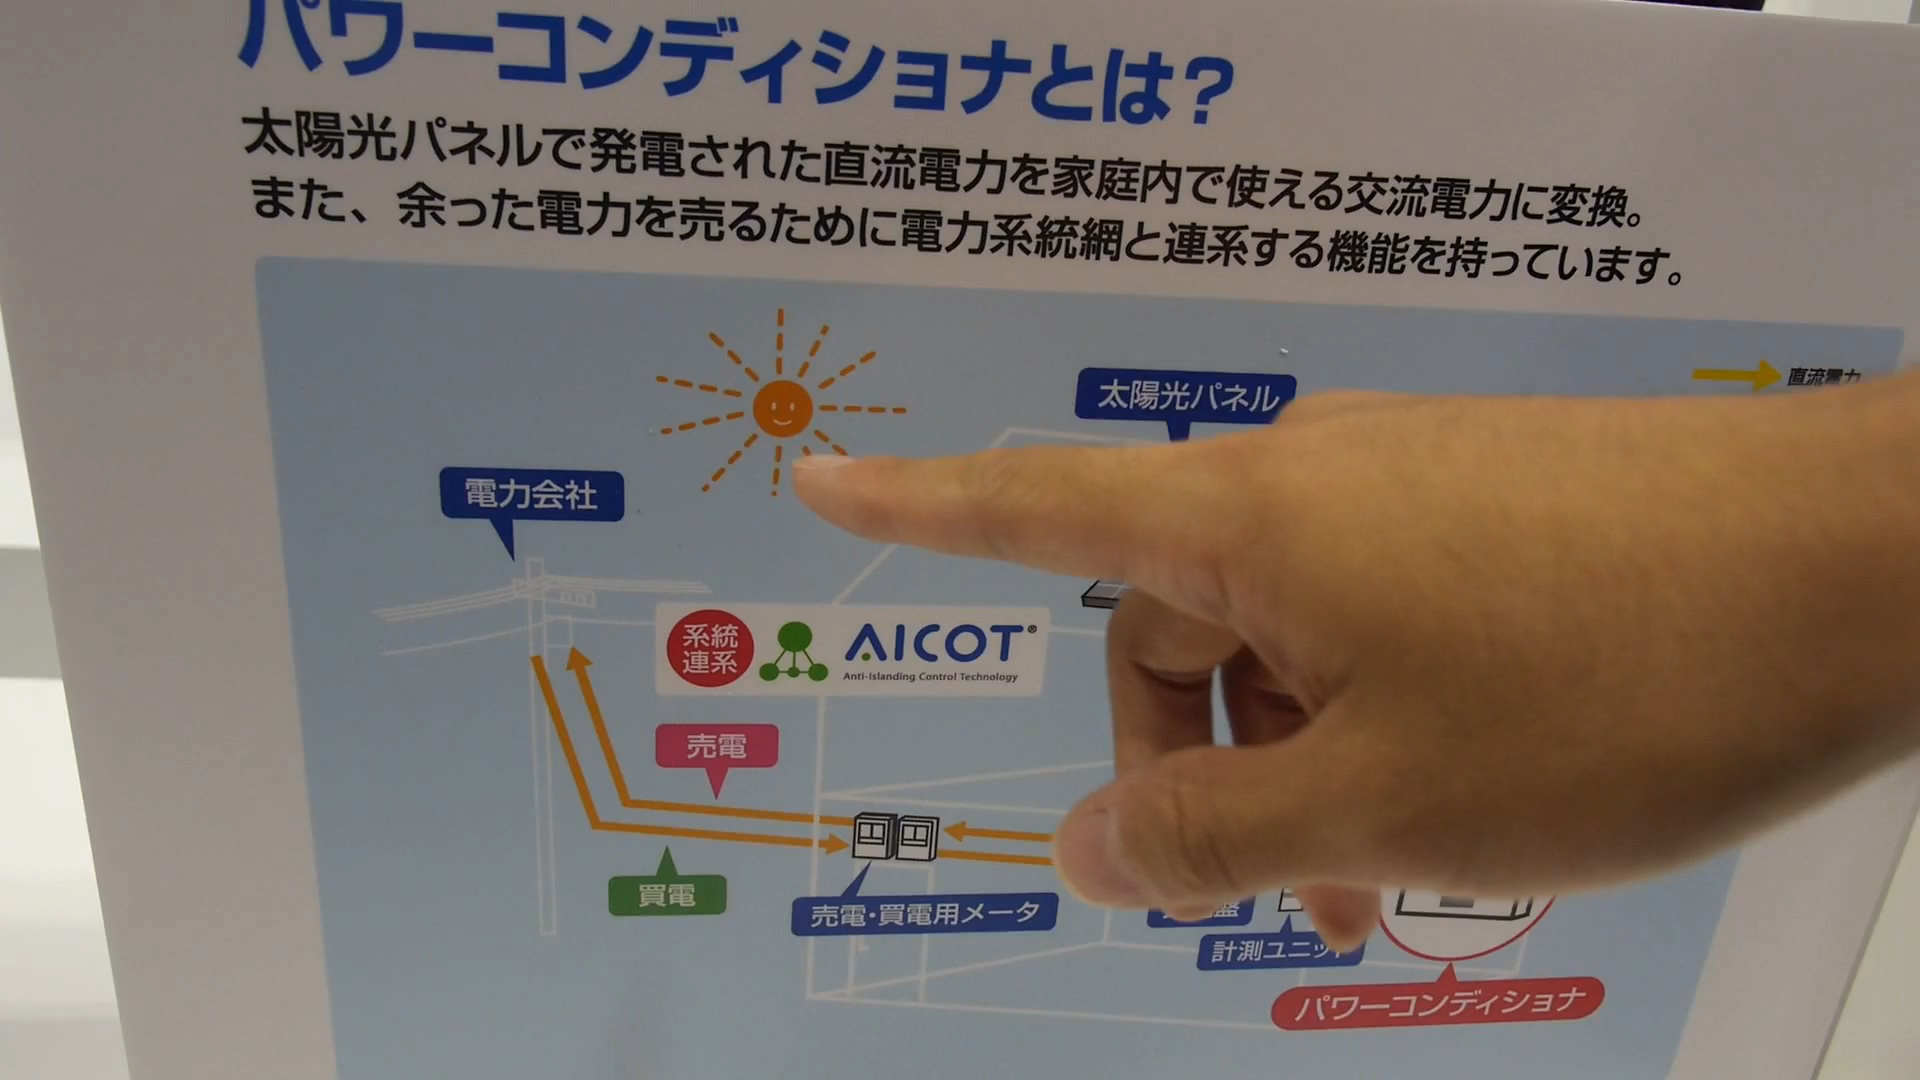 パワーコンディショナとは?
太陽光パネルで発電された直流電力を家庭内で使える交流電力に変換。
また、余った電力を売るために電力系統網と連系する機能を持っています。
直流電力
太陽光パネル
電力会社
系統
連系
AICOT®
Anti-Islanding Control Technology
売電
買電
売電・買電用メータ
盤
計測ユニット
パワーコンディショナ